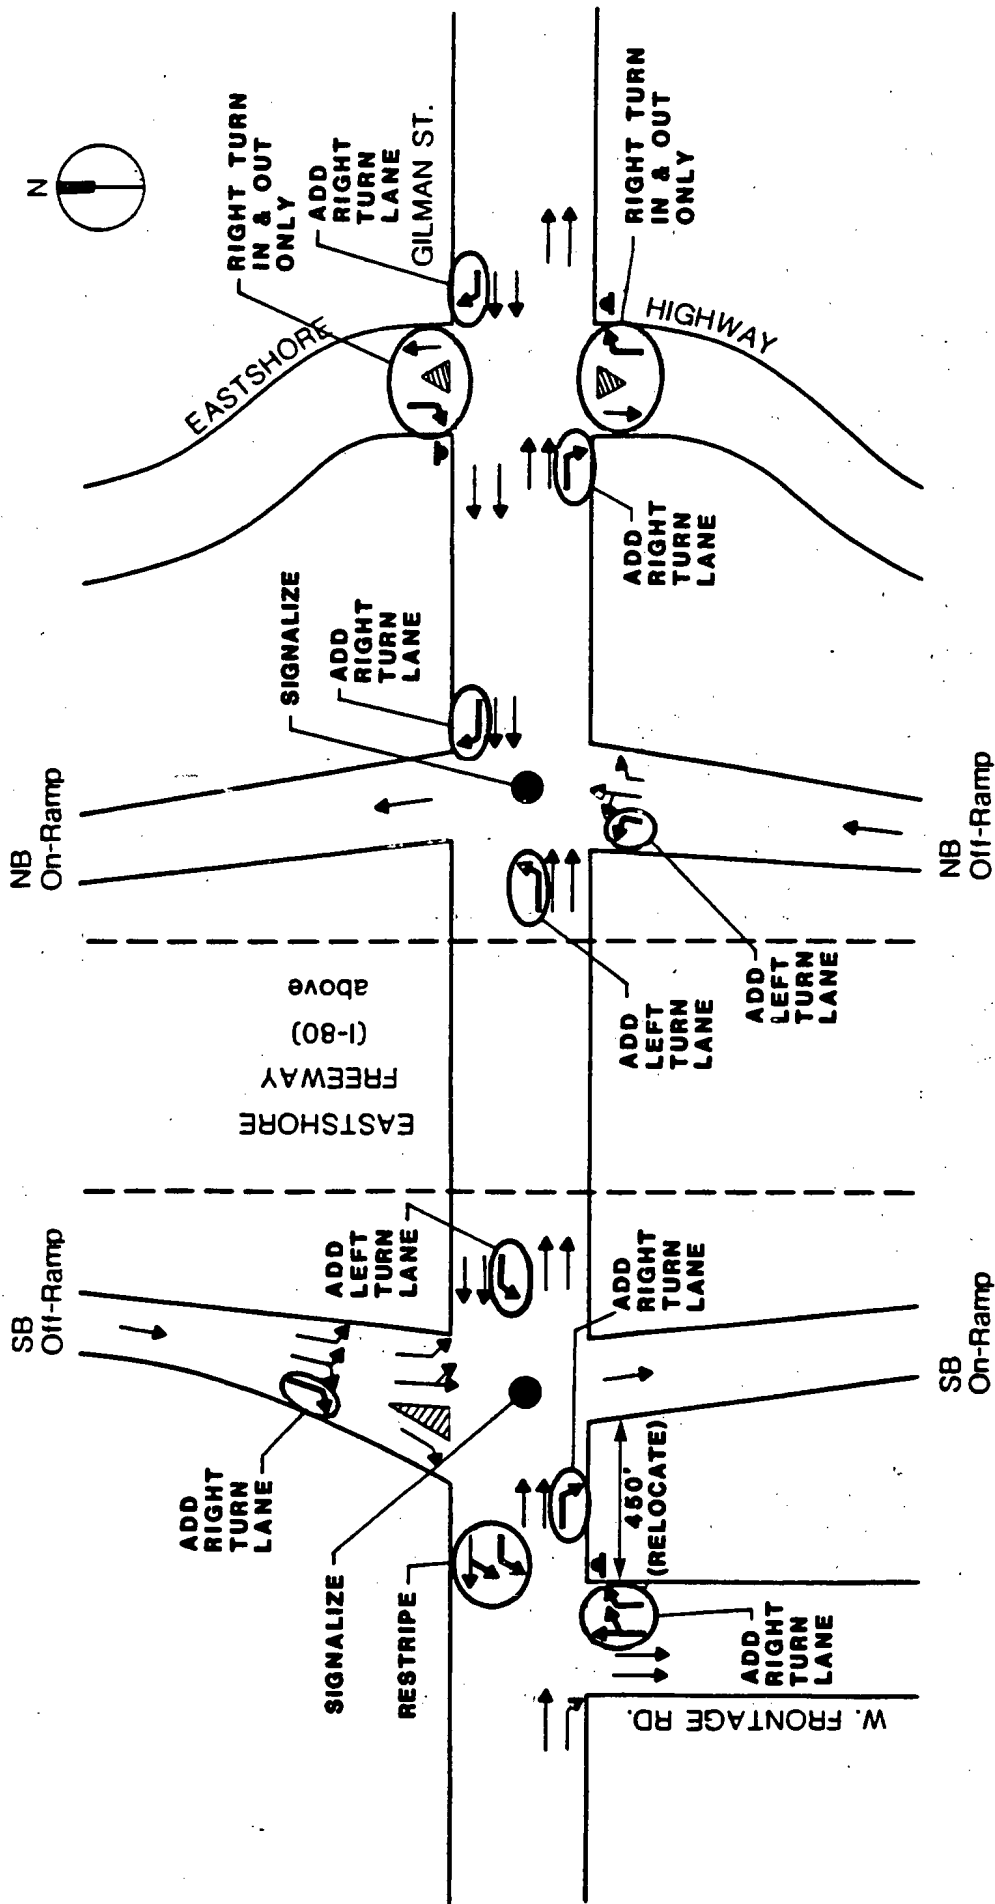 N
RIGHT TURN
IN & OUT
ONLY
ADD
RIGHT
TURN
LANE
GILMAN ST.
EASTSHORE
HIGHWAY
RIGHT TURN
IN & OUT
ONLY
ADD
RIGHT
TURN
LANE
SIGNALIZE
ADD
RIGHT
TURN
LANE
NB
On-Ramp
NB
Off-Ramp
ADD
LEFT
TURN
LANE
ADD
LEFT
TURN
LANE
EASTSHORE
FREEWAY
(I-80)
above
SB
Off-Ramp
ADD
LEFT
TURN
LANE
ADD
RIGHT
TURN
LANE
SB
On-Ramp
ADD
RIGHT
TURN
LANE
SIGNALIZE
RESTRIPE
450'
(RELOCATE)
ADD
RIGHT
TURN
LANE
W. FRONTAGE RD.